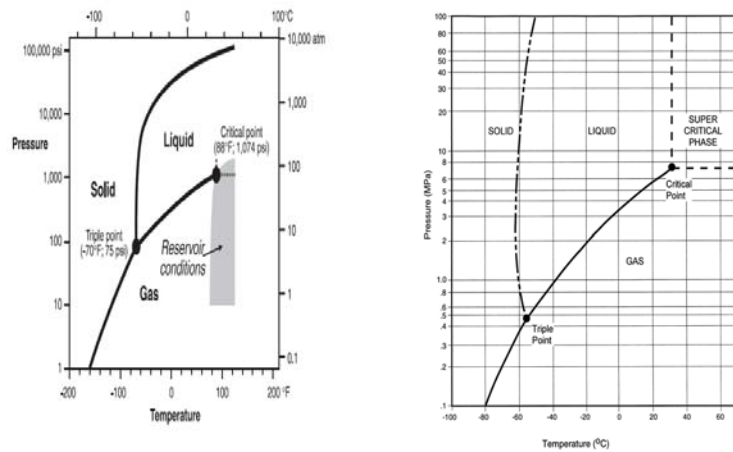 -100
0
100°C
100,000 psi
10,000 atm
10,000
1,000
Pressure
Liquid
Critical point
(88°F; 1,074 psi)
1,000
100
Solid
Triple point
(-70°F; 75 psi)
Reservoir
conditions
100
10
Gas
10
1
1
0.1
-200
-100
0
100
200 °F
Temperature
100
80
60
50
40
30
20
SOLID
LIQUID
SUPER
CRITICAL
PHASE
10
8
6
5
4
3
2
Critical
Point
Pressure (MPa)
GAS
1.0
.8
.6
.5
.4
.3
.2
.1
Triple
Point
-100
-80
-60
-40
-20
0
20
40
60
Temperature (°C)